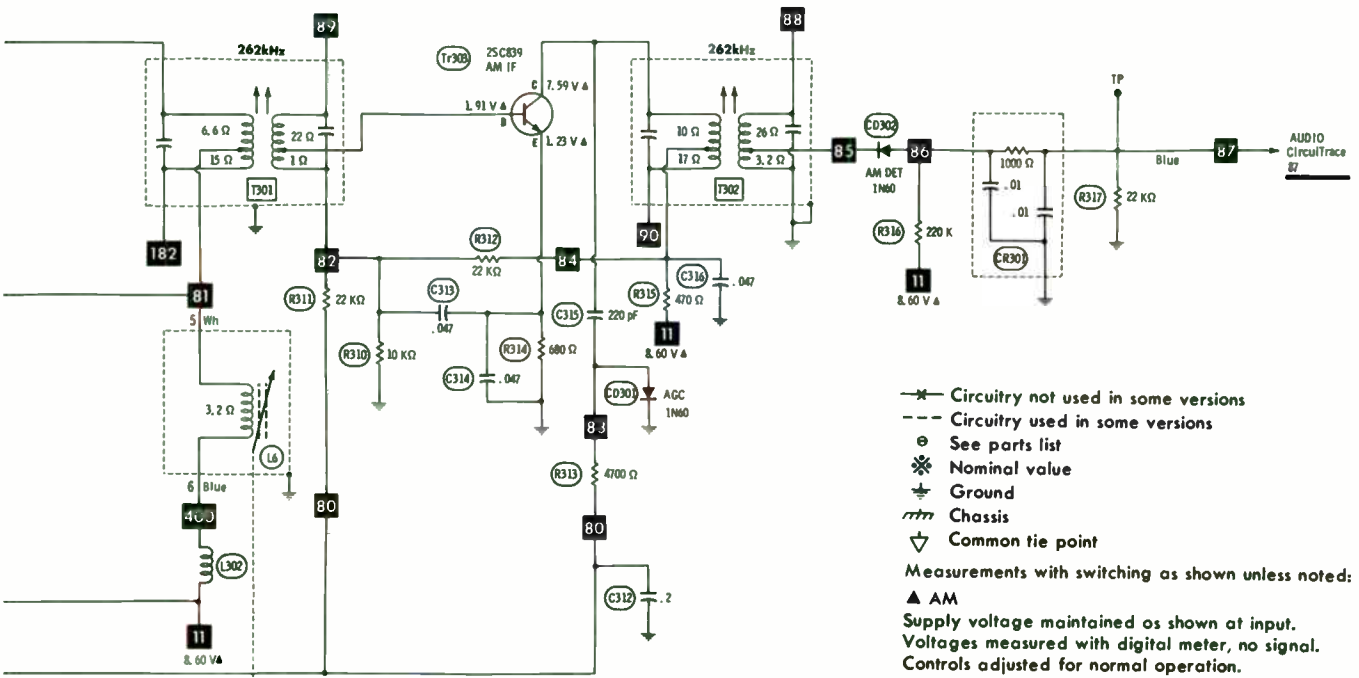 89
88
262kHz
Tr303
2SC839
AM IF
262kHz
C 7.59 V ▲
1.91 V ▲
B
E
1.23 V ▲
TP
6.6 Ω
22 Ω
15 Ω
1 Ω
T301
10 Ω
26 Ω
17 Ω
3.2 Ω
T302
85
CD302
86
AM DET
1N60
1000 Ω
.01
.01
CR301
Blue
87
AUDIO
CircuiTrace
87
R317
22 KΩ
R316
220 K
11
8.60 V ▲
182
82
R312
22 KΩ
84
90
C316
.047
81
5 Wh
R311
22 KΩ
C313
.047
C315
220 pF
R315
470 Ω
11
8.60 V ▲
R310
10 KΩ
C314
.047
R314
680 Ω
CD301
AGC
1N60
3.2 Ω
L6
83
6 Blue
400
80
R313
4700 Ω
80
L302
C312
.2
11
8.60 V▲
Circuitry not used in some versions
Circuitry used in some versions
See parts list
Nominal value
Ground
Chassis
Common tie point
Measurements with switching as shown unless noted:
▲ AM
Supply voltage maintained as shown at input.
Voltages measured with digital meter, no signal.
Controls adjusted for normal operation.